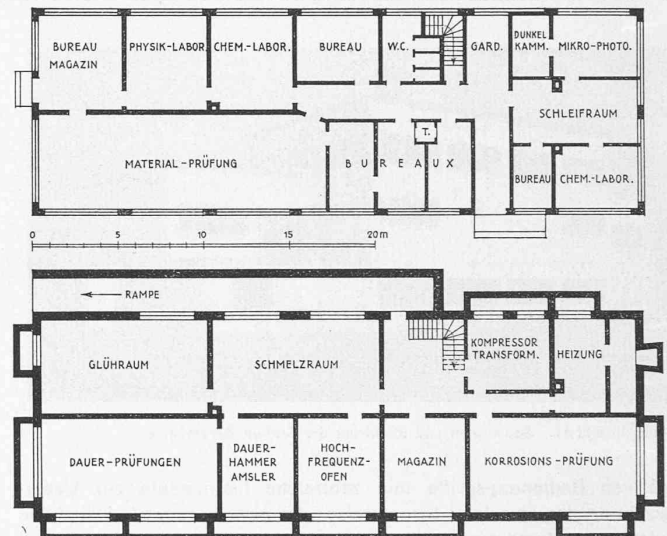 BUREAU
MAGAZIN
PHYSIK-LABOR.
CHEM.-LABOR.
BUREAU
W.C.
GARD.
DUNKEL
KAMM.
MIKRO-PHOTO.
SCHLEIFRAUM
MATERIAL-PRÜFUNG
T.
BUREAUX
BUREAU
CHEM.-LABOR.
0 5 10 15 20m
RAMPE
GLÜHRAUM
SCHMELZRAUM
KOMPRESSOR
TRANSFORM.
HEIZUNG
DAUER-PRÜFUNGEN
DAUER-
HAMMER
AMSLER
HOCH-
FREQUENZ-
OFEN
MAGAZIN
KORROSIONS-PRÜFUNG